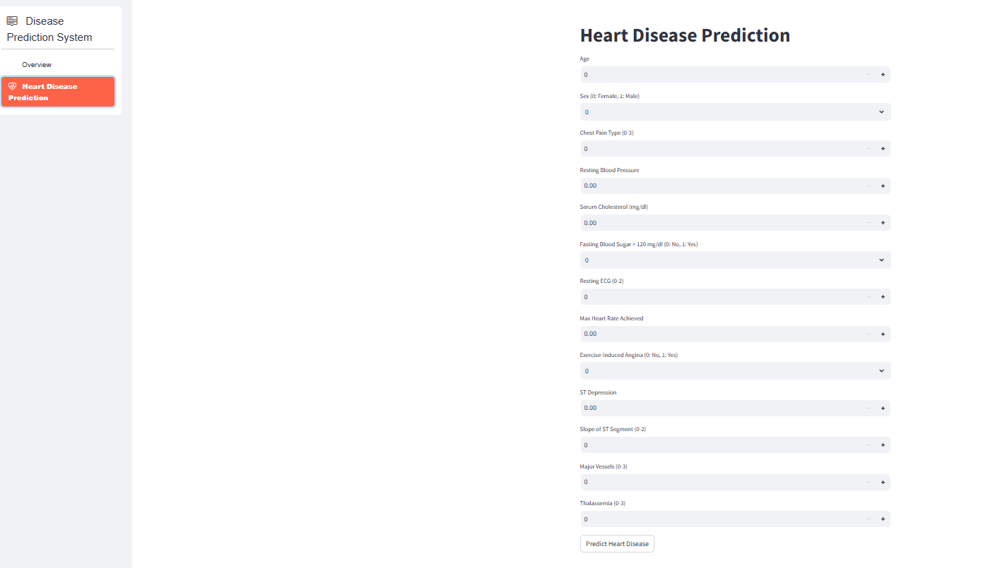 Disease
Prediction System
Overview
Heart Disease
Prediction
Heart Disease Prediction
Age
0
Sex (0: Female, 1: Male)
0
Chest Pain Type (0-3)
0
Resting Blood Pressure
0.00
Serum Cholesterol (mg/dl)
0.00
Fasting Blood Sugar > 120 mg/dl (0: No, 1: Yes)
0
Resting ECG (0-2)
0
Max Heart Rate Achieved
0.00
Exercise-Induced Angina (0: No, 1: Yes)
0
ST Depression
0.00
Slope of ST Segment (0-2)
0
Major Vessels (0-3)
0
Thalassemia (0-3)
0
Predict Heart Disease